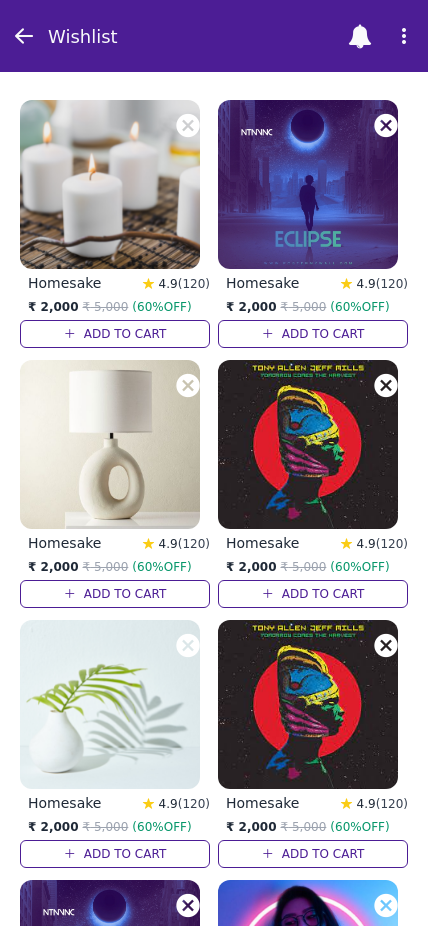 Wishlist
NTNVNC
ECLIPSE
Homesake
4.9(120)
Homesake
4.9(120)
₹ 2,000 ₹ 5,000 (60%OFF)
₹ 2,000 ₹ 5,000 (60%OFF)
+ ADD TO CART
+ ADD TO CART
TONY ALLEN JEFF MILLS
TOMORROW COMES THE HARVEST
Homesake
4.9(120)
Homesake
4.9(120)
₹ 2,000 ₹ 5,000 (60%OFF)
₹ 2,000 ₹ 5,000 (60%OFF)
+ ADD TO CART
+ ADD TO CART
TONY ALLEN JEFF MILLS
TOMORROW COMES THE HARVEST
Homesake
4.9(120)
Homesake
4.9(120)
₹ 2,000 ₹ 5,000 (60%OFF)
₹ 2,000 ₹ 5,000 (60%OFF)
+ ADD TO CART
+ ADD TO CART
NTNVNC